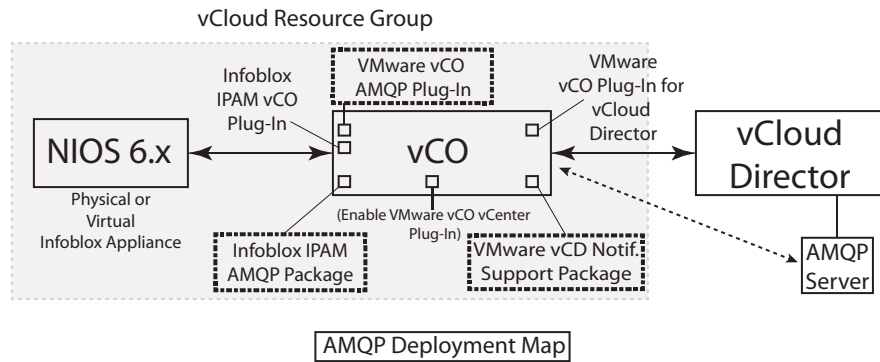 vCloud Resource Group
Infoblox
IPAM vCO
Plug-In
VMware vCO
AMQP Plug-In
VMware
vCO Plug-In for
vCloud
Director
NIOS 6.x
vCO
vCloud
Director
Physical or
Virtual
Infoblox Appliance
(Enable VMware vCO vCenter
Plug-In)
Infoblox IPAM
AMQP Package
VMware vCD Notif.
Support Package
AMQP
Server
AMQP Deployment Map